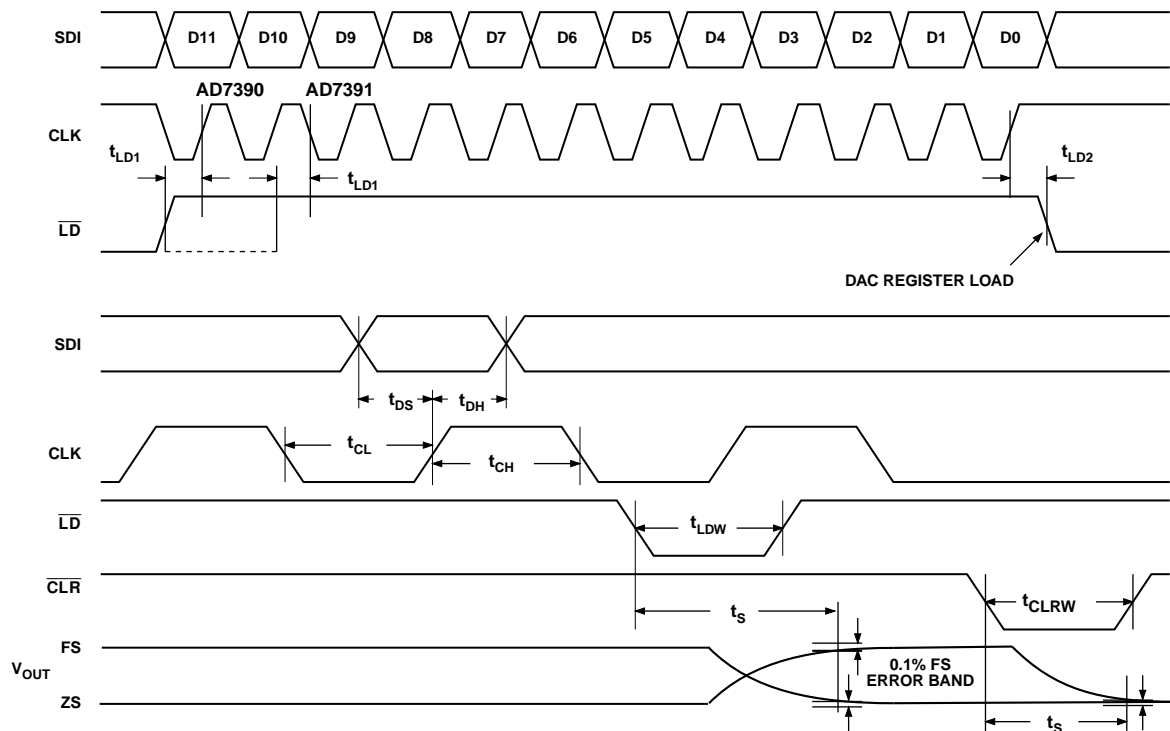 SDI D11 D10 D9 D8 D7 D6 D5 D4 D3 D2 D1 D0
AD7390 AD7391
CLK
tLD1 tLD1 tLD2
LD
DAC REGISTER LOAD
SDI
tDS tDH
CLK tCL tCH
LD tLDW
CLR tS tCLRW
FS
VOUT 0.1% FS
ERROR BAND
ZS
tS